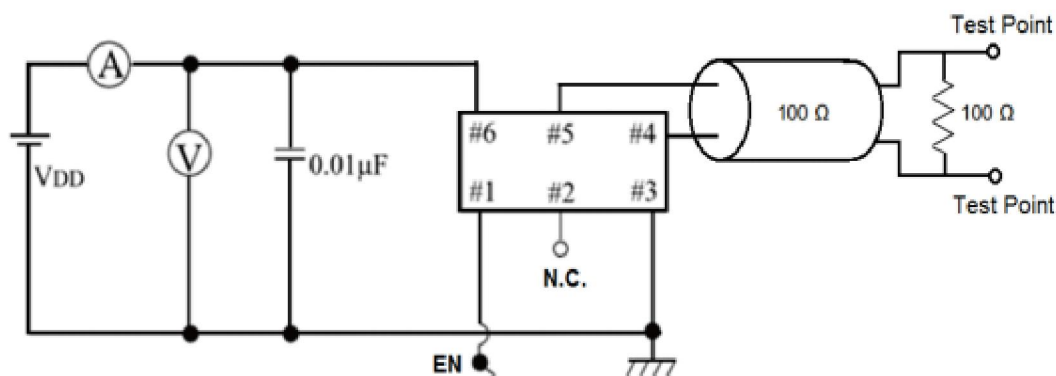 Test Point
A
100 Ω
100 Ω
#6 #5 #4
V
0.01μF
VDD
#1 #2 #3
Test Point
N.C.
EN